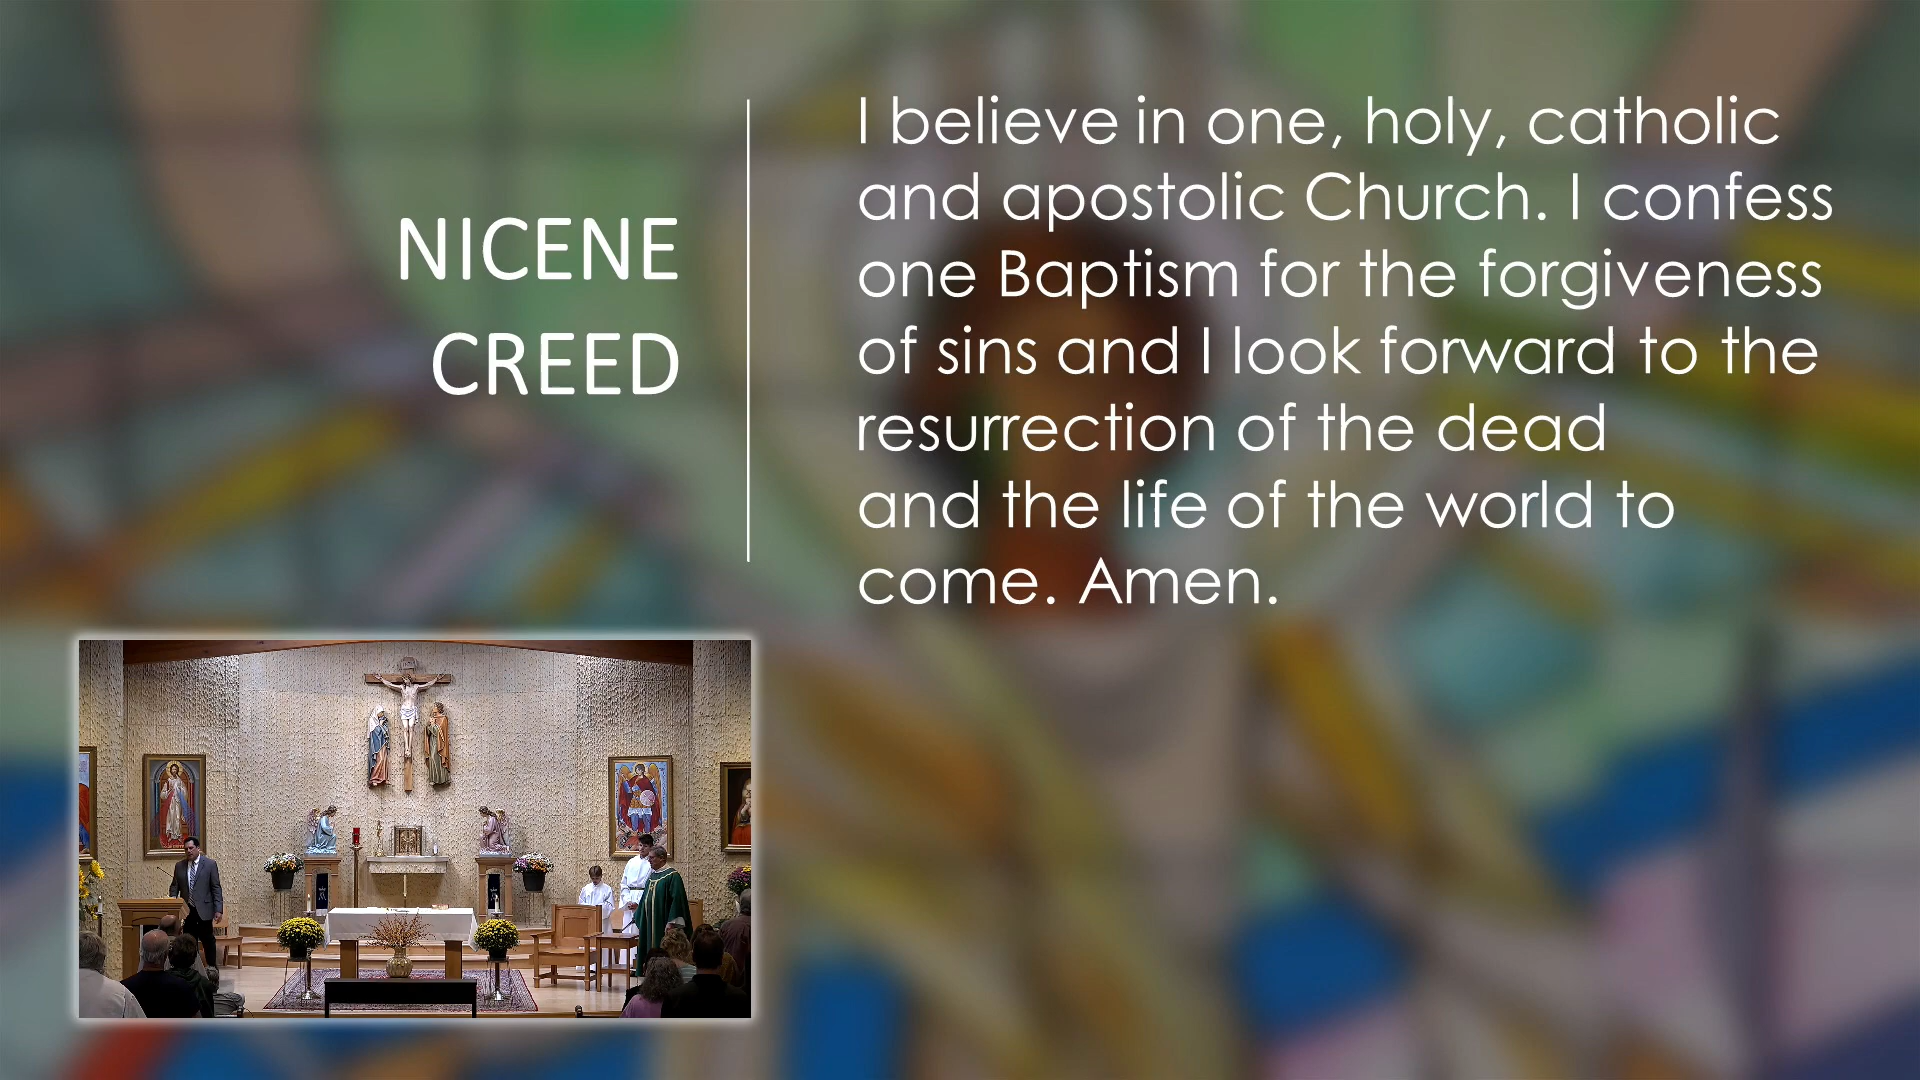 NICENE
CREED
I believe in one, holy, catholic
and apostolic Church. I confess
one Baptism for the forgiveness
of sins and I look forward to the
resurrection of the dead
and the life of the world to
come. Amen.